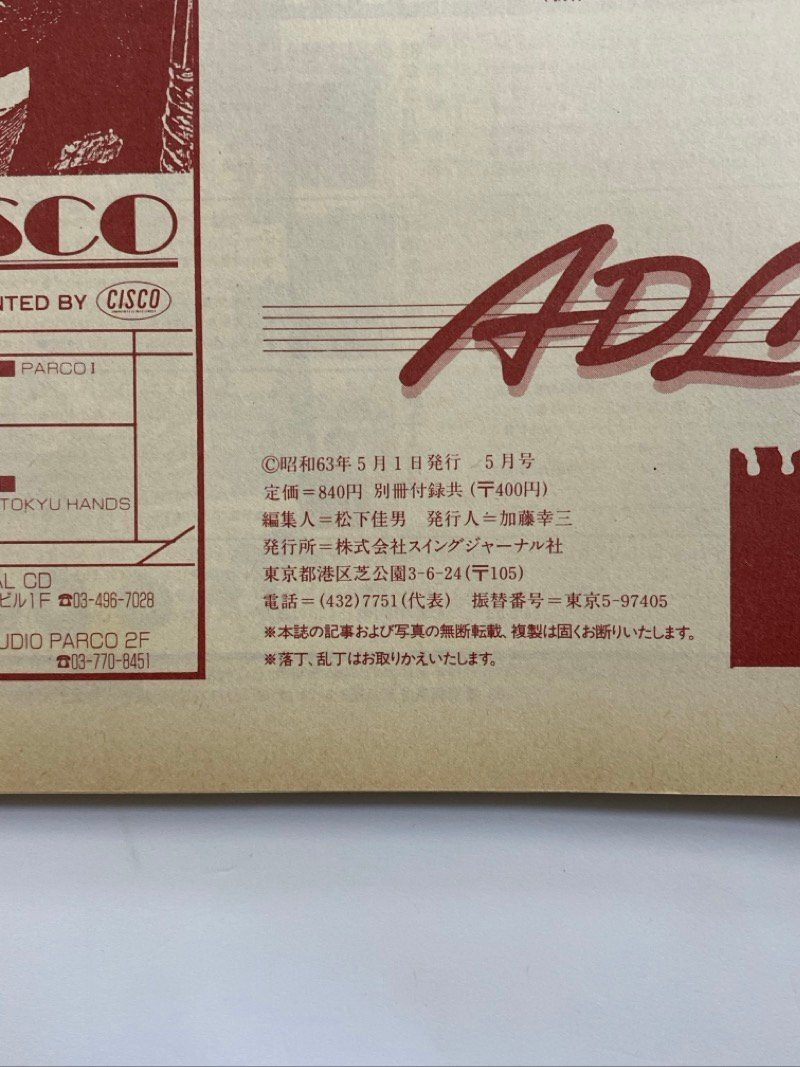 SCO
NTED BY CISCO
PARCO I
TOKYU HANDS
AL CD
ビル1F ☎03-496-7028
UDIO PARCO 2F
☎03-770-8451
ADL
©昭和63年5月1日発行 5月号
定価＝840円 別冊付録共(〒400円)
編集人＝松下佳男 発行人＝加藤幸三
発行所＝株式会社スイングジャーナル社
東京都港区芝公園3-6-24(〒105)
電話＝(432)7751(代表) 振替番号＝東京5-97405
※本誌の記事および写真の無断転載、複製は固くお断りいたします。
※落丁、乱丁はお取りかえいたします。